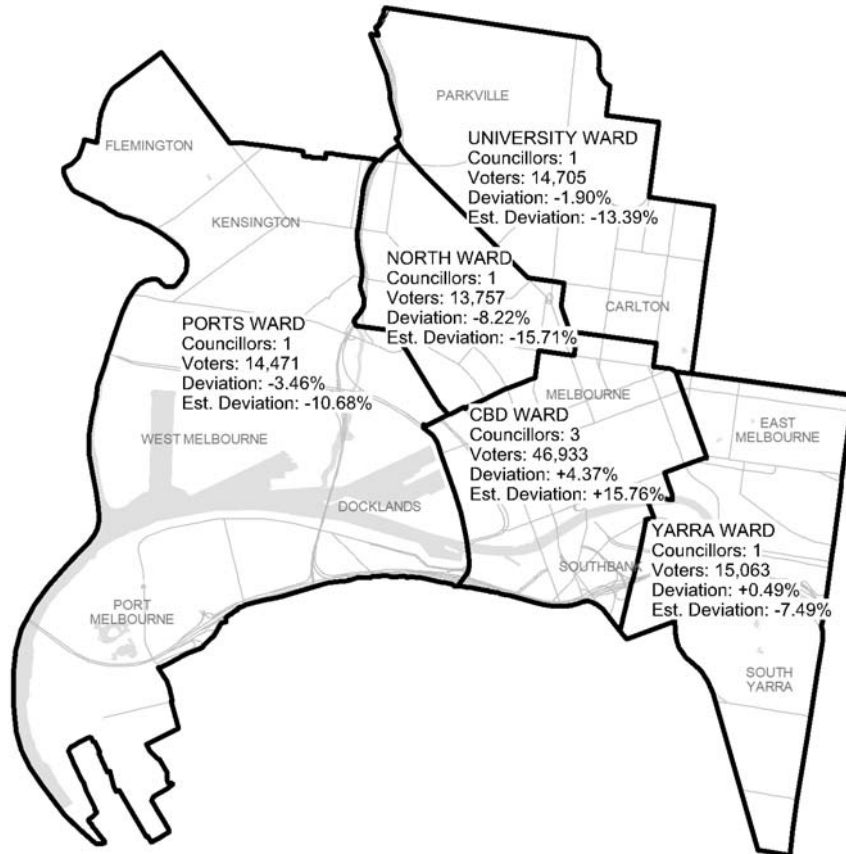 PARKVILLE
UNIVERSITY WARD
Councillors: 1
Voters: 14,705
Deviation: -1.90%
Est. Deviation: -13.39%
FLEMINGTON
KENSINGTON
NORTH WARD
Councillors: 1
Voters: 13,757
Deviation: -8.22%
Est. Deviation: -15.71%
CARLTON
PORTS WARD
Councillors: 1
Voters: 14,471
Deviation: -3.46%
Est. Deviation: -10.68%
WEST MELBOURNE
DOCKLANDS
PORT
MELBOURNE
MELBOURNE
CBD WARD
Councillors: 3
Voters: 46,933
Deviation: +4.37%
Est. Deviation: +15.76%
SOUTHBANK
EAST
MELBOURNE
YARRA WARD
Councillors: 1
Voters: 15,063
Deviation: +0.49%
Est. Deviation: -7.49%
SOUTH
YARRA